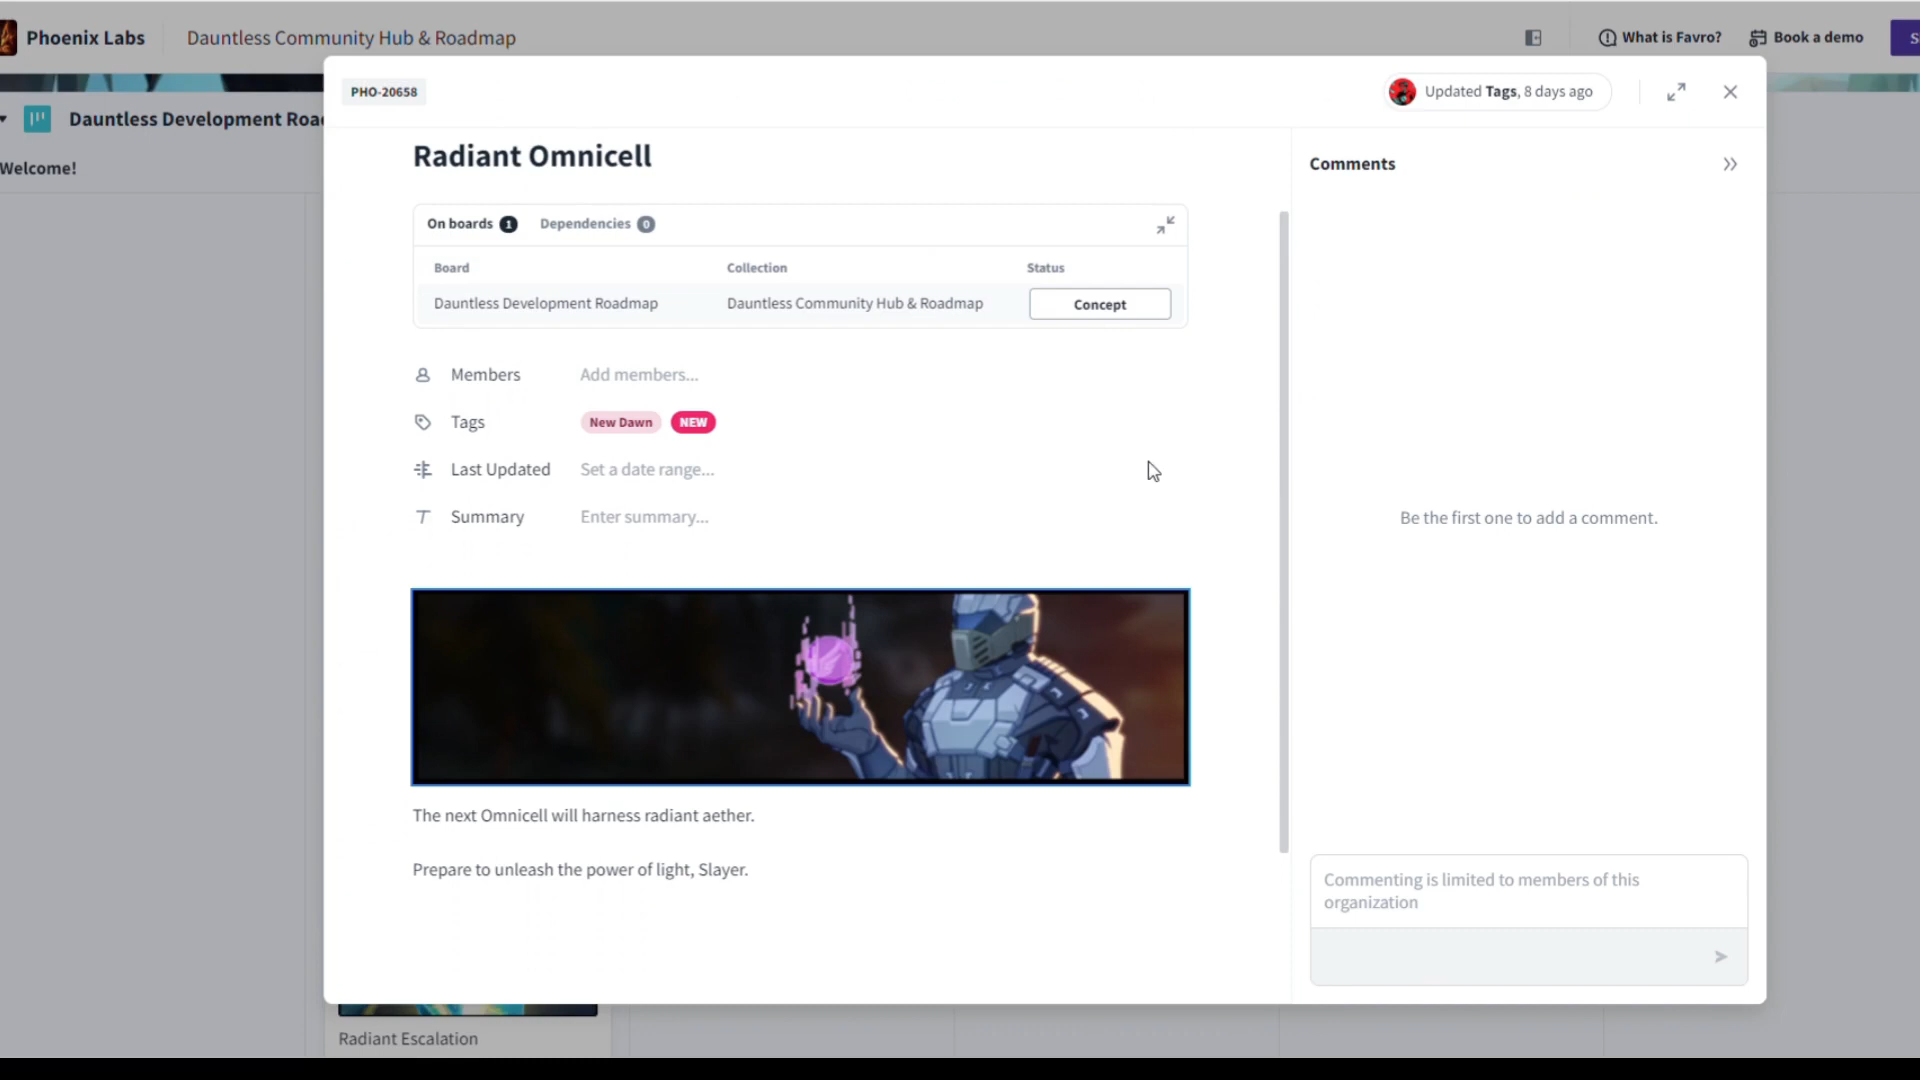 Phoenix Labs
Dauntless Community Hub & Roadmap
What is Favro?
Book a demo
Dauntless Development Roa
Welcome!
PHO-20658
Updated Tags, 8 days ago
Radiant Omnicell
On boards 1
Dependencies 0
Board
Collection
Status
Dauntless Development Roadmap
Dauntless Community Hub & Roadmap
Concept
Members
Add members...
Tags
New Dawn
NEW
Last Updated
Set a date range...
Summary
Enter summary...
The next Omnicell will harness radiant aether.
Prepare to unleash the power of light, Slayer.
Comments
Be the first one to add a comment.
Commenting is limited to members of this
organization
Radiant Escalation